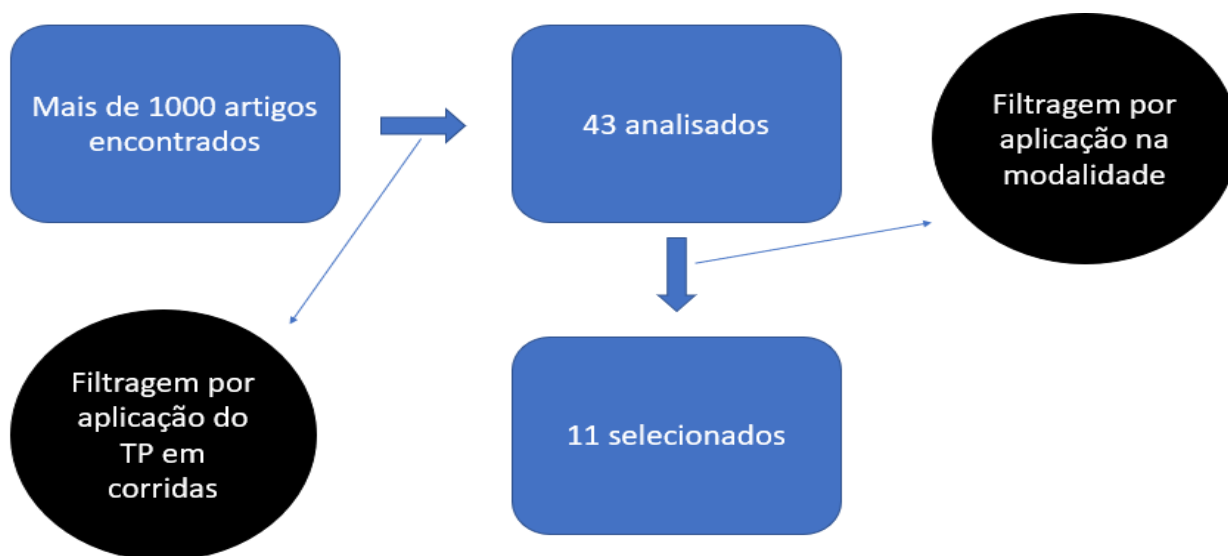 Mais de 1000 artigos
encontrados
43 analisados
Filtragem por
aplicação na
modalidade
Filtragem por
aplicação do
TP em
corridas
11 selecionados